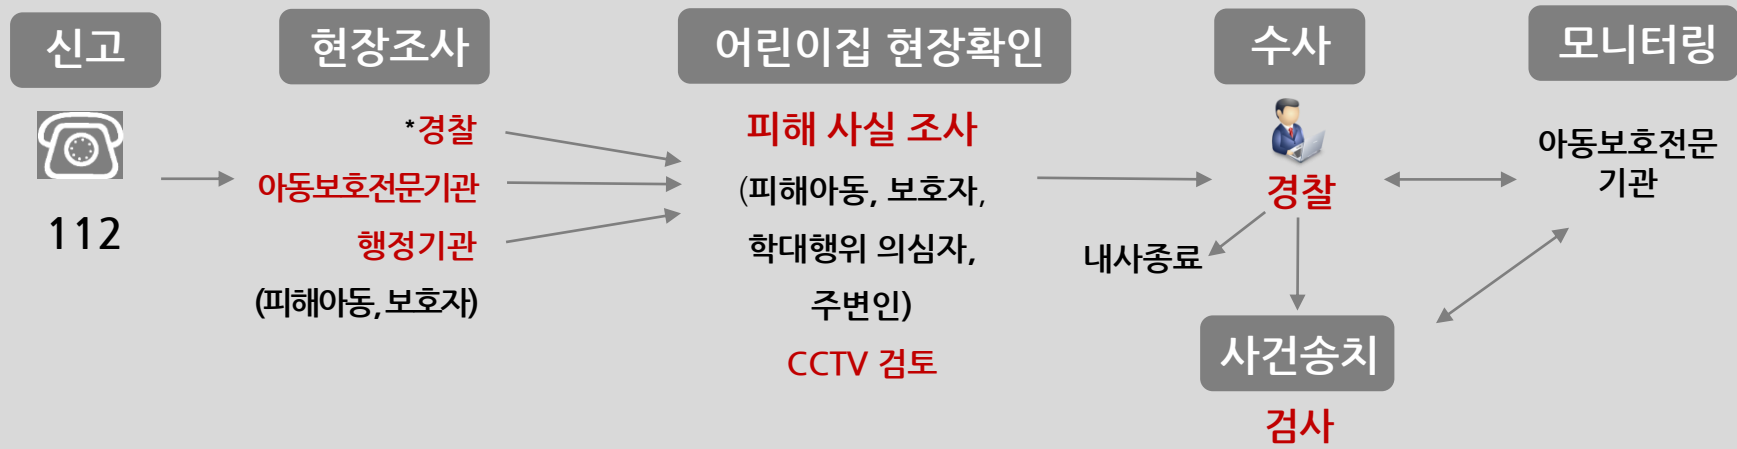 신고
112
현장조사
*경찰
아동보호전문기관
행정기관
(피해아동, 보호자)
어린이집 현장확인
피해 사실 조사
(피해아동, 보호자,
학대행위 의심자,
주변인)
CCTV 검토
수사
경찰
내사종료
사건송치
검사
모니터링
아동보호전문
기관